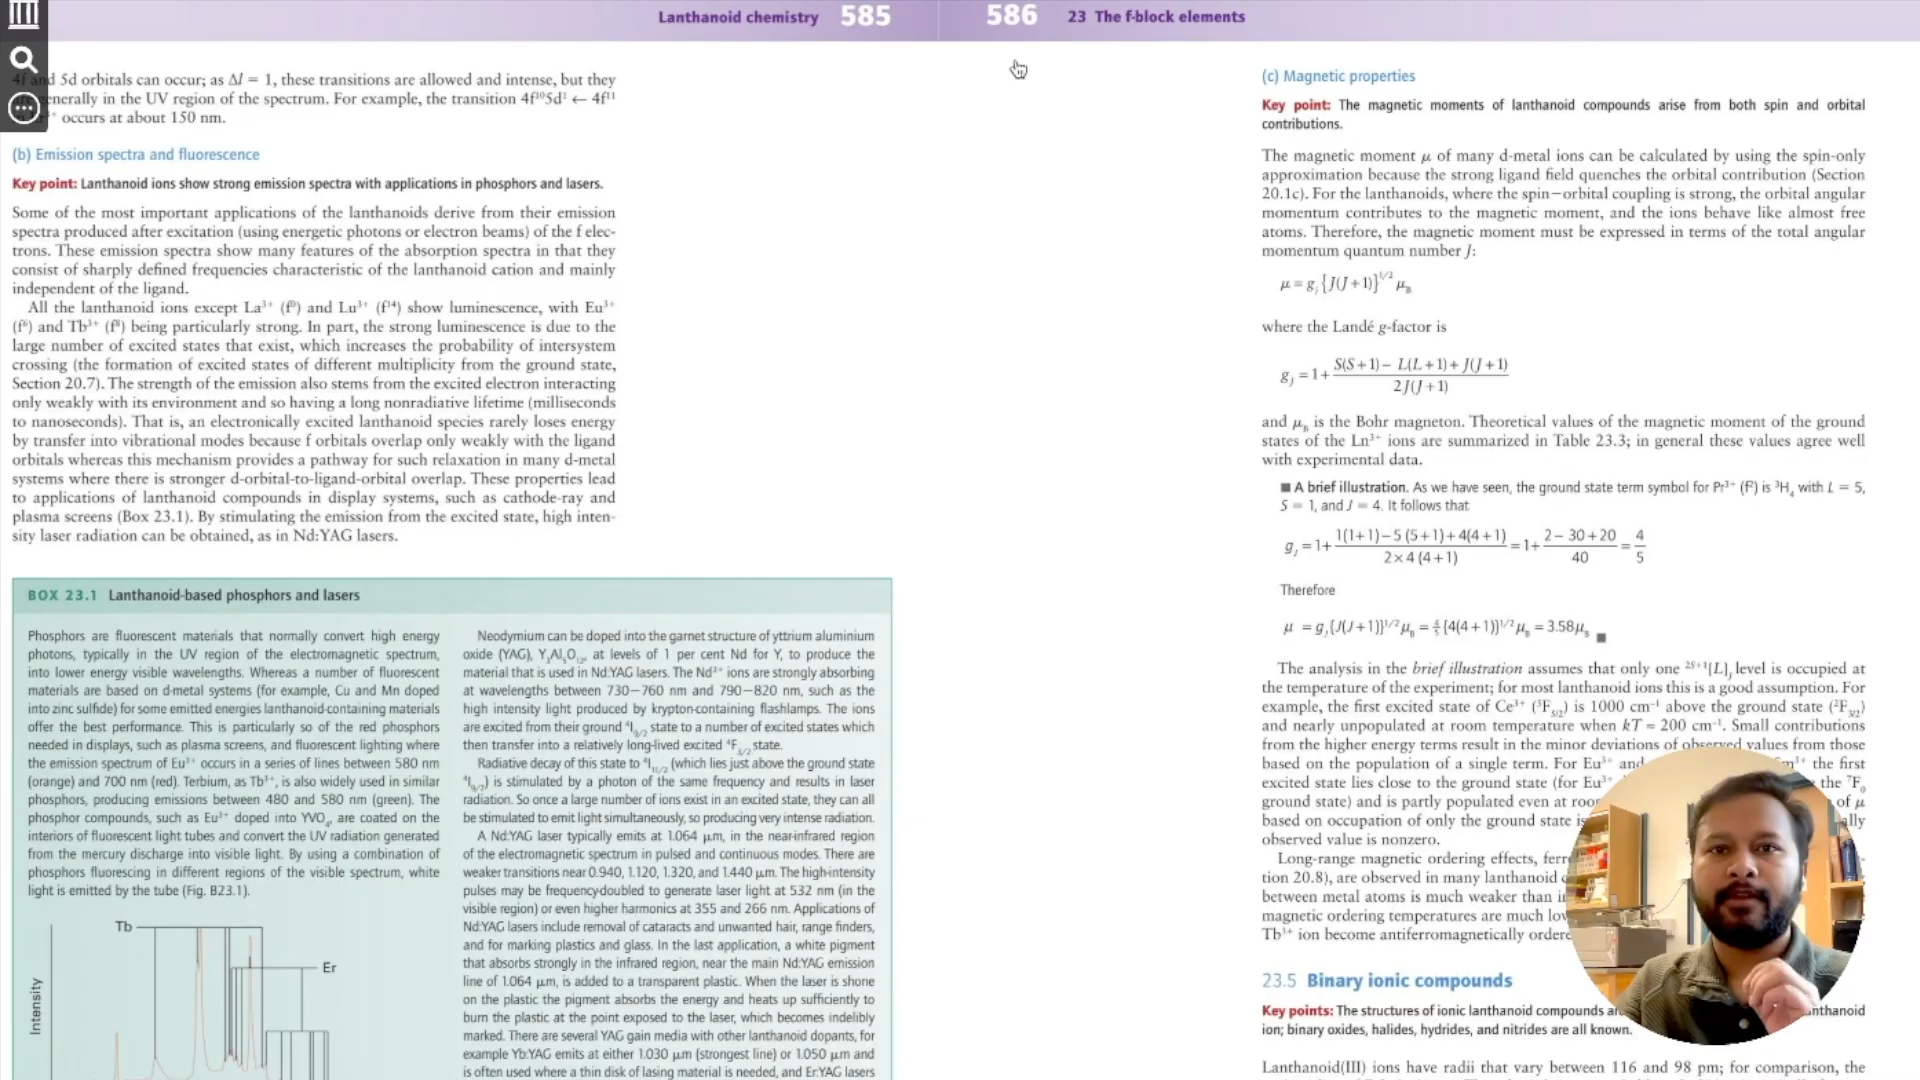 Lanthanoid chemistry 585
586 23 The f-block elements
4f and 5d orbitals can occur; as Δl = 1, these transitions are allowed and intense, but they
generally in the UV region of the spectrum. For example, the transition 4f¹⁰5d¹ ← 4f¹¹
occurs at about 150 nm.
(b) Emission spectra and fluorescence
Key point: Lanthanoid ions show strong emission spectra with applications in phosphors and lasers.
Some of the most important applications of the lanthanoids derive from their emission
spectra produced after excitation (using energetic photons or electron beams) of the f elec-
trons. These emission spectra show many features of the absorption spectra in that they
consist of sharply defined frequencies characteristic of the lanthanoid cation and mainly
independent of the ligand.
All the lanthanoid ions except La³⁺ (f⁰) and Lu³⁺ (f¹⁴) show luminescence, with Eu³⁺
(f⁶) and Tb³⁺ (f⁸) being particularly strong. In part, the strong luminescence is due to the
large number of excited states that exist, which increases the probability of intersystem
crossing (the formation of excited states of different multiplicity from the ground state,
Section 20.7). The strength of the emission also stems from the excited electron interacting
only weakly with its environment and so having a long nonradiative lifetime (milliseconds
to nanoseconds). That is, an electronically excited lanthanoid species rarely loses energy
by transfer into vibrational modes because f orbitals overlap only weakly with the ligand
orbitals whereas this mechanism provides a pathway for such relaxation in many d-metal
systems where there is stronger d-orbital-to-ligand-orbital overlap. These properties lead
to applications of lanthanoid compounds in display systems, such as cathode-ray and
plasma screens (Box 23.1). By stimulating the emission from the excited state, high inten-
sity laser radiation can be obtained, as in Nd:YAG lasers.
BOX 23.1 Lanthanoid-based phosphors and lasers
Phosphors are fluorescent materials that normally convert high energy
photons, typically in the UV region of the electromagnetic spectrum,
into lower energy visible wavelengths. Whereas a number of fluorescent
materials are based on d-metal systems (for example, Cu and Mn doped
into zinc sulfide) for some emitted energies lanthanoid-containing materials
offer the best performance. This is particularly so of the red phosphors
needed in displays, such as plasma screens, and fluorescent lighting where
the emission spectrum of Eu³⁺ occurs in a series of lines between 580 nm
(orange) and 700 nm (red). Terbium, as Tb³⁺, is also widely used in similar
phosphors, producing emissions between 480 and 580 nm (green). The
phosphor compounds, such as Eu³⁺ doped into YVO₄, are coated on the
interiors of fluorescent light tubes and convert the UV radiation generated
from the mercury discharge into visible light. By using a combination of
phosphors fluorescing in different regions of the visible spectrum, white
light is emitted by the tube (Fig. B23.1).
Tb
Er
Intensity
Neodymium can be doped into the garnet structure of yttrium aluminium
oxide (YAG), Y₃Al₅O₁₂, at levels of 1 per cent Nd for Y, to produce the
material that is used in Nd:YAG lasers. The Nd³⁺ ions are strongly absorbing
at wavelengths between 730–760 nm and 790–820 nm, such as the
high intensity light produced by krypton-containing flashlamps. The ions
are excited from their ground ⁴I₉/₂ state to a number of excited states which
then transfer into a relatively long-lived excited ⁴F₃/₂ state.
Radiative decay of this state to ⁴I₁₁/₂ (which lies just above the ground state
⁴I₉/₂) is stimulated by a photon of the same frequency and results in laser
radiation. So once a large number of ions exist in an excited state, they can all
be stimulated to emit light simultaneously, so producing very intense radiation.
A Nd:YAG laser typically emits at 1.064 μm, in the near-infrared region
of the electromagnetic spectrum in pulsed and continuous modes. There are
weaker transitions near 0.940, 1.120, 1.320, and 1.440 μm. The high-intensity
pulses may be frequency-doubled to generate laser light at 532 nm (in the
visible region) or even higher harmonics at 355 and 266 nm. Applications of
Nd:YAG lasers include removal of cataracts and unwanted hair, range finders,
and for marking plastics and glass. In the last application, a white pigment
that absorbs strongly in the infrared region, near the main Nd:YAG emission
line of 1.064 μm, is added to a transparent plastic. When the laser is shone
on the plastic the pigment absorbs the energy and heats up sufficiently to
burn the plastic at the point exposed to the laser, which becomes indelibly
marked. There are several YAG gain media with other lanthanoid dopants, for
example Yb:YAG emits at either 1.030 μm (strongest line) or 1.050 μm and
is often used where a thin disk of lasing material is needed, and Er:YAG lasers
(c) Magnetic properties
Key point: The magnetic moments of lanthanoid compounds arise from both spin and orbital
contributions.
The magnetic moment μ of many d-metal ions can be calculated by using the spin-only
approximation because the strong ligand field quenches the orbital contribution (Section
20.1c). For the lanthanoids, where the spin–orbital coupling is strong, the orbital angular
momentum contributes to the magnetic moment, and the ions behave like almost free
atoms. Therefore, the magnetic moment must be expressed in terms of the total angular
momentum quantum number J:
μ = gⱼ{J(J+1)}^1/2 μB
where the Landé g-factor is
gⱼ = 1 + S(S+1) − L(L+1) + J(J+1) / 2J(J+1)
and μB is the Bohr magneton. Theoretical values of the magnetic moment of the ground
states of the Ln³⁺ ions are summarized in Table 23.3; in general these values agree well
with experimental data.
■ A brief illustration. As we have seen, the ground state term symbol for Pr³⁺ (f²) is ³H₄ with L = 5,
S = 1, and J = 4. It follows that
gⱼ = 1 + 1(1+1) − 5(5+1) + 4(4+1) / 2×4(4+1) = 1 + 2 − 30 + 20 / 40 = 4/5
Therefore
μ = gⱼ{J(J+1)}^1/2 μB = 4/5 {4(4+1)}^1/2 μB = 3.58μB ■
The analysis in the brief illustration assumes that only one ²ˢ⁺¹[L]ⱼ level is occupied at
the temperature of the experiment; for most lanthanoid ions this is a good assumption. For
example, the first excited state of Ce³⁺ (²F₅/₂) is 1000 cm⁻¹ above the ground state (²F₃/₂)
and nearly unpopulated at room temperature when kT ≈ 200 cm⁻¹. Small contributions
from the higher energy terms result in the minor deviations of observed values from those
based on the population of a single term. For Eu³⁺ and the first
excited state lies close to the ground state (for Eu³⁺ the ⁷F₀
ground state) and is partly populated even at of μ
based on occupation of only the ground state is
observed value is nonzero.
Long-range magnetic ordering effects,
tion 20.8), are observed in many lanthanoid
between metal atoms is much weaker than
magnetic ordering temperatures are much
Tb³⁺ ion become antiferromagnetically
23.5 Binary ionic compounds
Key points: The structures of ionic lanthanoid compounds
ion; binary oxides, halides, hydrides, and nitrides are all known.
Lanthanoid(III) ions have radii that vary between 116 and 98 pm; for comparison, the